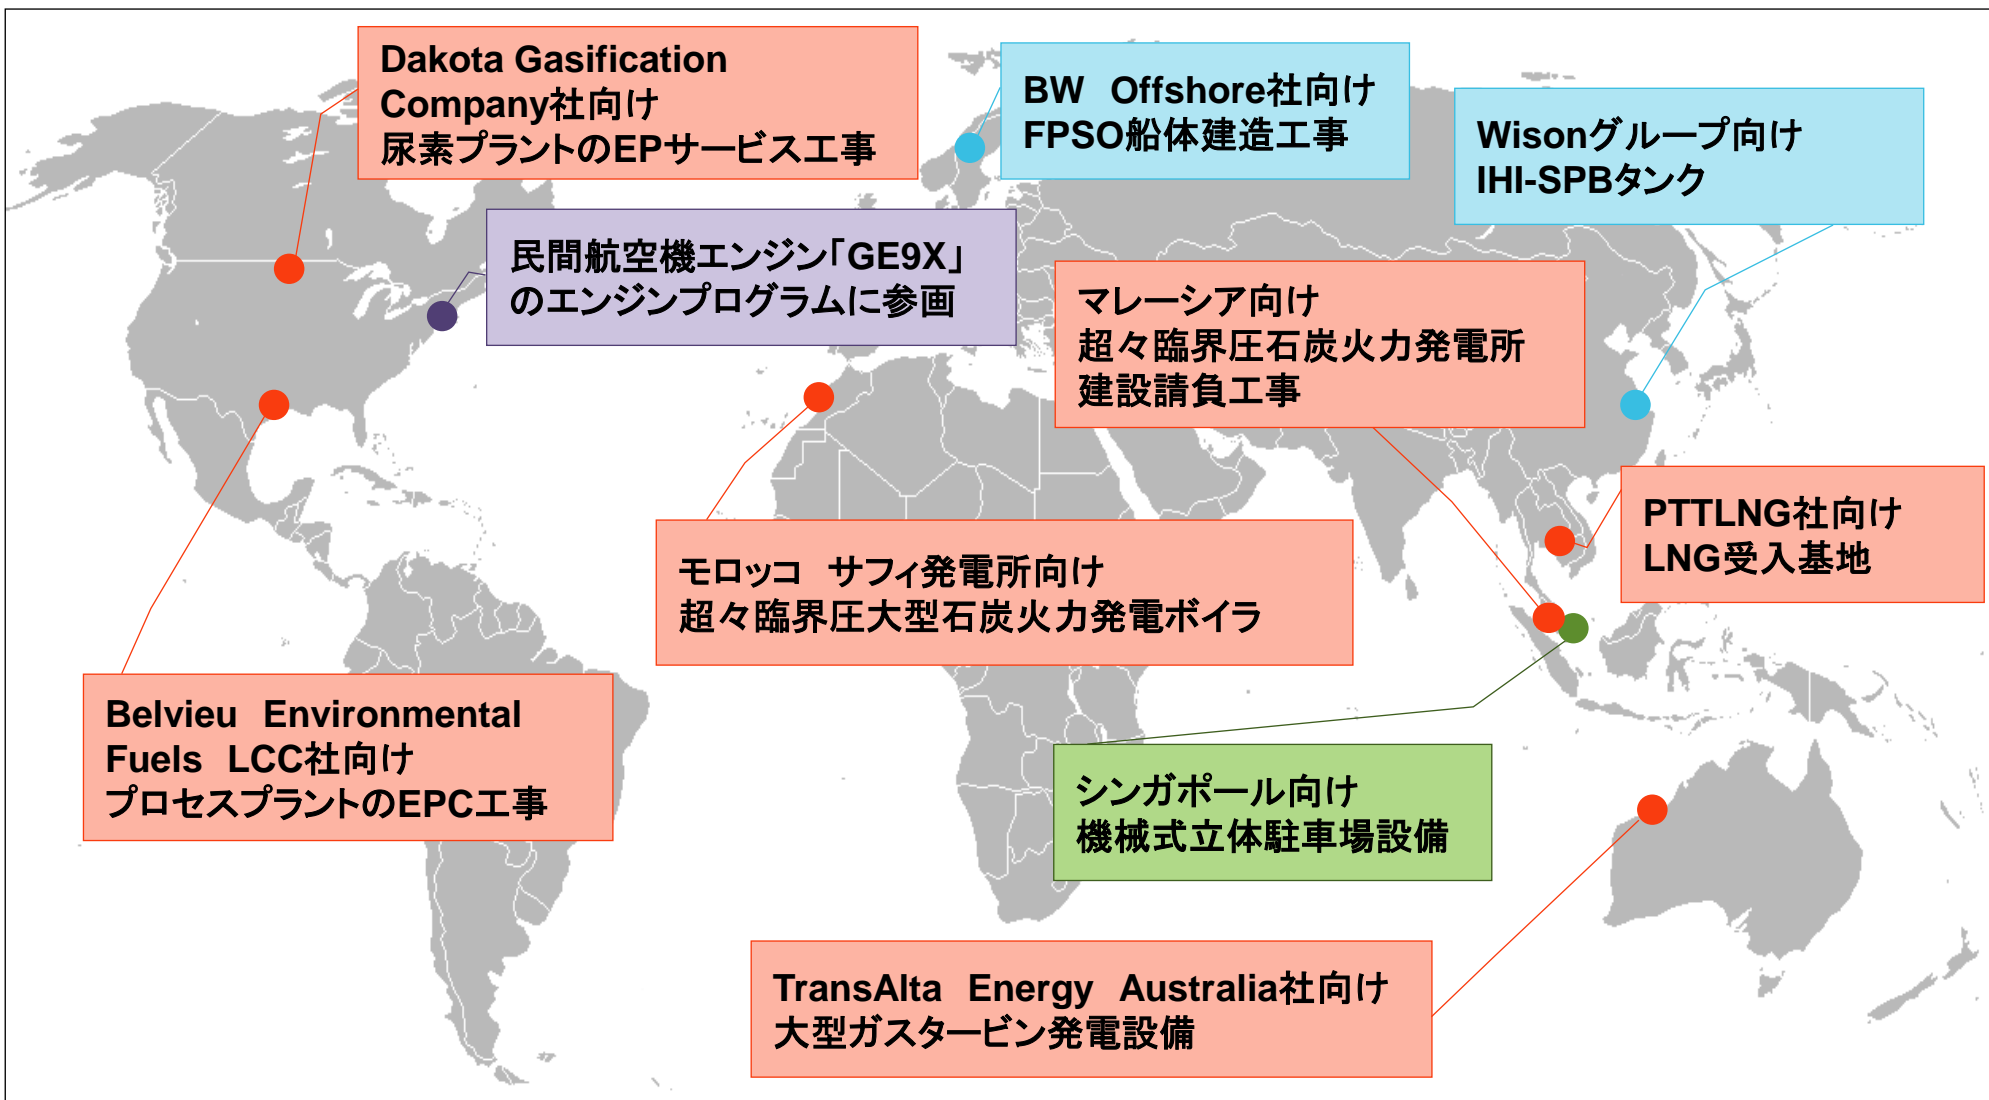 Dakota Gasification
Company社向け
尿素プラントのEPサービス工事
BW　Offshore社向け
FPSO船体建造工事
Wisonグループ向け
IHI-SPBタンク
民間航空機エンジン「GE9X」
のエンジンプログラムに参画
マレーシア向け
超々臨界圧石炭火力発電所
建設請負工事
PTTLNG社向け
LNG受入基地
モロッコ　サフィ発電所向け
超々臨界圧大型石炭火力発電ボイラ
Belvieu　Environmental
Fuels　LCC社向け
プロセスプラントのEPC工事
シンガポール向け
機械式立体駐車場設備
TransAlta　Energy　Australia社向け
大型ガスタービン発電設備